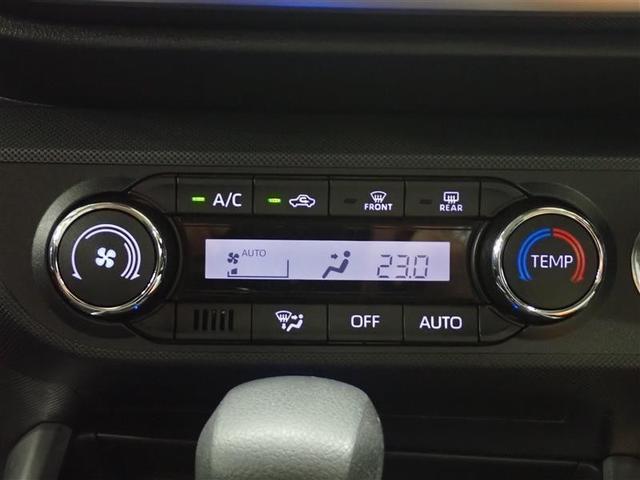 A/C
FRONT
REAR
AUTO
23.0
TEMP
OFF
AUTO